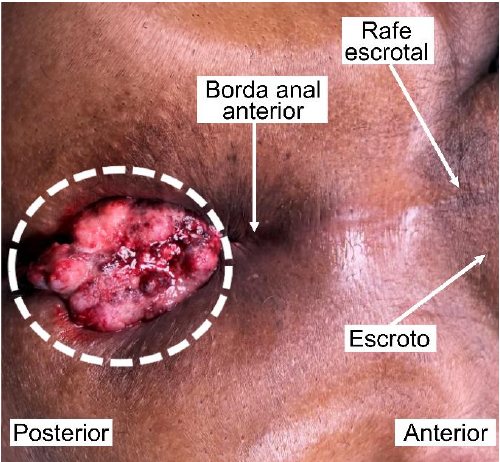 Rafe
escrotal
Borda anal
anterior
Escroto
Posterior
Anterior